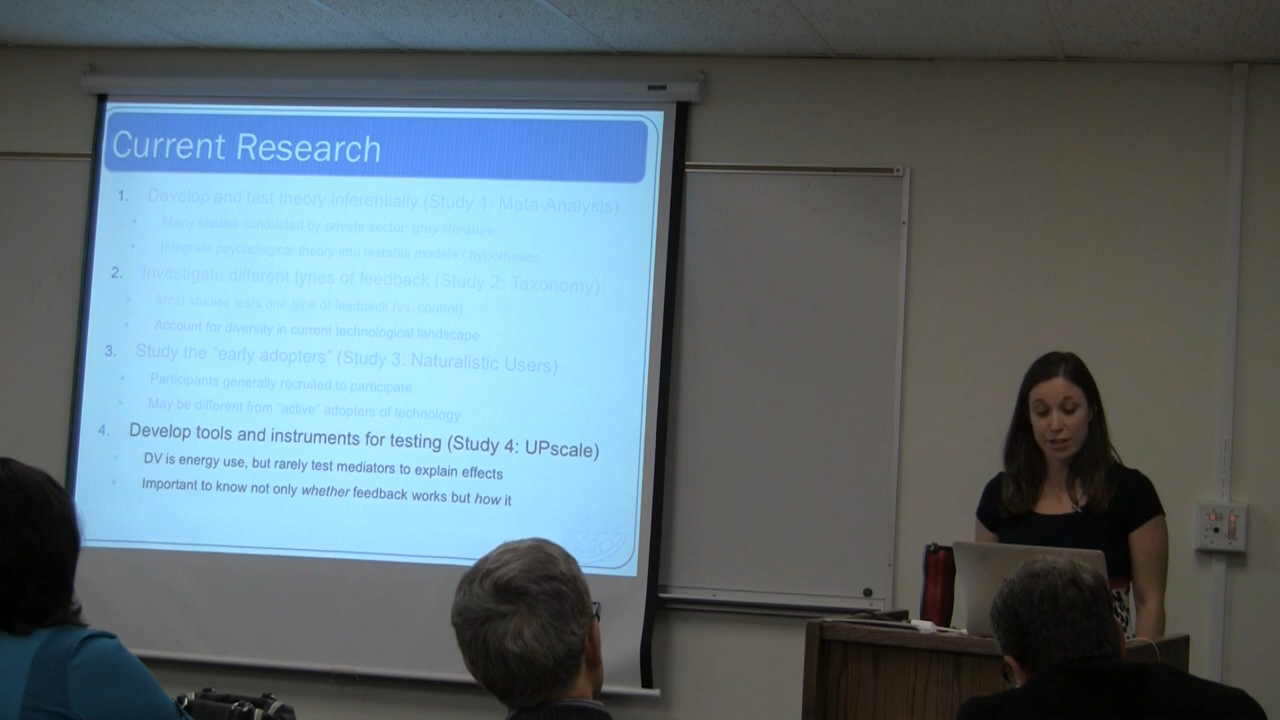 Current Research
1. Develop and test theory inferentially (Study 1: Meta-Analysis)
Many studies conducted by private sector; grey literature
Integrate psychological theory into testable models / hypotheses
2. Investigate different types of feedback (Study 2: Taxonomy)
Most studies tests one type of feedback (vs. control)
Account for diversity in current technological landscape
3. Study the "early adopters" (Study 3: Naturalistic Users)
Participants generally recruited to participate
May be different from "active" adopters of technology
4. Develop tools and instruments for testing (Study 4: UPscale)
DV is energy use, but rarely test mediators to explain effects
Important to know not only whether feedback works but how it